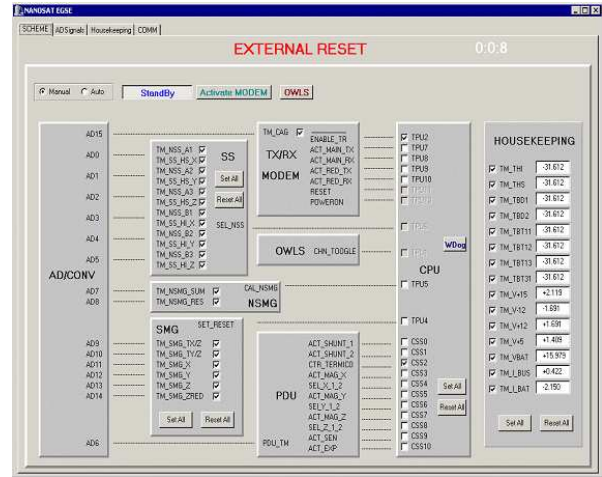 NANOSAT EGSE
SCHEME ADSignals Housekeeping COMM
EXTERNAL RESET 0:0:8
Manual Auto StandBy Activate MODEM OWLS
AD/CONV
AD15
AD0
AD1
AD2
AD3
AD4
AD5
AD7
AD8
AD9
AD10
AD11
AD12
AD13
AD14
AD6
TM_NSS_A1
TM_SS_HS_X
TM_NSS_A2
TM_SS_HS_Y
TM_NSS_A3
TM_SS_HS_Z
TM_NSS_B1
TM_SS_HI_X
TM_NSS_B2
TM_SS_HI_Y
TM_NSS_B3
TM_SS_HI_Z
SS
Set All
Reset All
SEL_NSS
TM_NSMG_SUM CAL_NSMG
TM_NSMG_RES NSMG
SMG SET_RESET
TM_SMG_TX/Z
TM_SMG_TY/Z
TM_SMG_X
TM_SMG_Y
TM_SMG_Z
TM_SMG_ZRED
Set All Reset All
TM_CAG
TX/RX
MODEM
ENABLE_TR
ACT_MAIN_TX
ACT_MAIN_RX
ACT_RED_TX
ACT_RED_RX
RESET
POWERON
OWLS CHN_TOOGLE
PDU
PDU_TM
ACT_SHUNT_1
ACT_SHUNT_2
CTR_TERMICO
ACT_MAG_X
SEL_X_1_2
ACT_MAG_Y
SELY_1_2
ACT_MAG_Z
SEL_Z_1_2
ACT_SEN
ACT_EXP
TPU2
TPU7
TPU8
TPU9
TPU10
WDog
CPU
TPU5
TPU4
CSS0
CSS1
CSS2
CSS3
CSS4
CSS5
CSS6
CSS7
CSS8
CSS9
CSS10
Set All
Reset All
HOUSEKEEPING
TM_THI -31.612
TM_THS -31.612
TM_TBD1 -31.612
TM_TBD2 -31.612
TM_TBT11 -31.612
TM_TBT12 -31.612
TM_TBT13 -31.612
TM_TBT31 -31.612
TM_V+15 +2.119
TM_V-12 -1.691
TM_V+12 +1.691
TM_V+5 +1.409
TM_VBAT +15.979
TM_I_BUS +0.422
TM_I_BAT -2.150
Set All Reset All